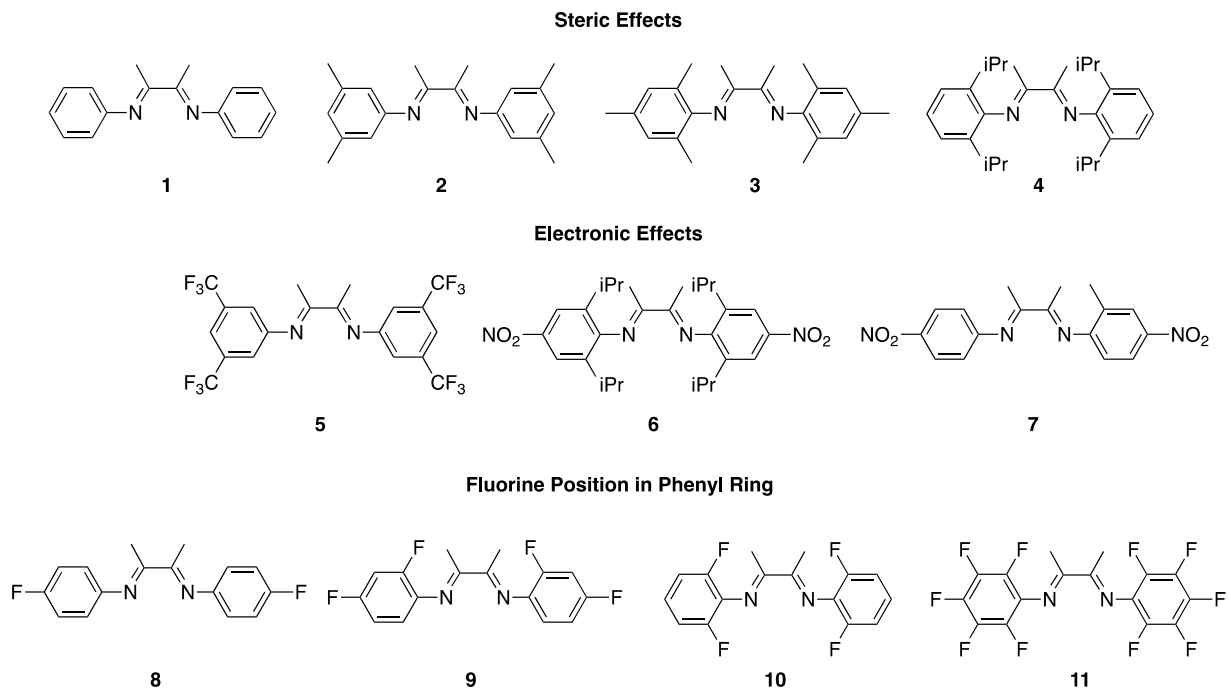 Steric Effects
iPr iPr
N N N N N N N N
iPr iPr
1 2 3 4
Electronic Effects
F3C CF3 iPr iPr
N N NO2 N N NO2 NO2 N N NO2
F3C CF3 iPr iPr
5 6 7
Fluorine Position in Phenyl Ring
F F F F F F F F
F N N F F N N F N N F N N F
F F F F F F
8 9 10 11